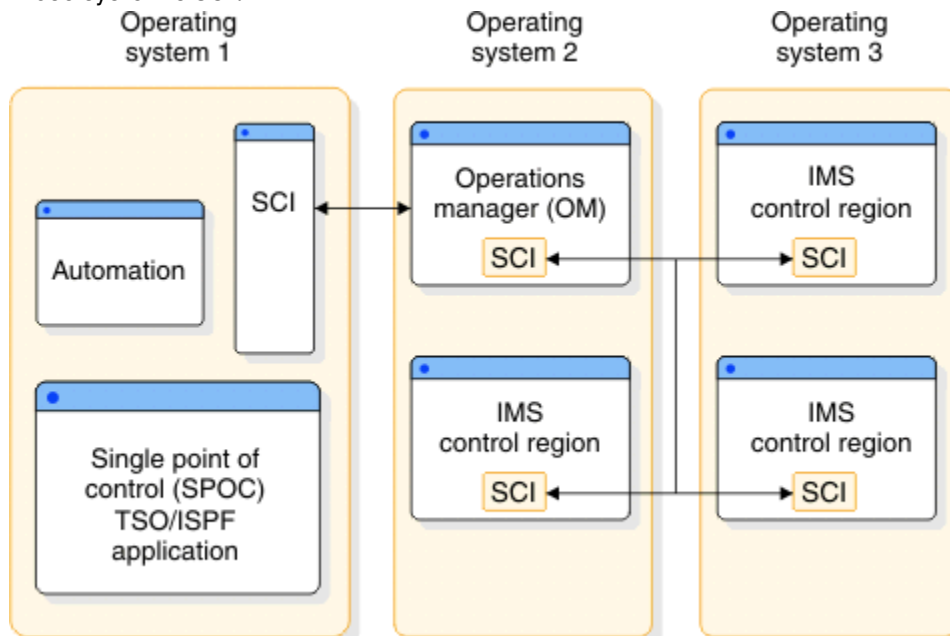 Operating
system 1
Operating
system 2
Operating
system 3
SCI
Automation
Single point of
control (SPOC)
TSO/ISPF
application
Operations
manager (OM)
SCI
IMS
control region
SCI
IMS
control region
SCI
IMS
control region
SCI